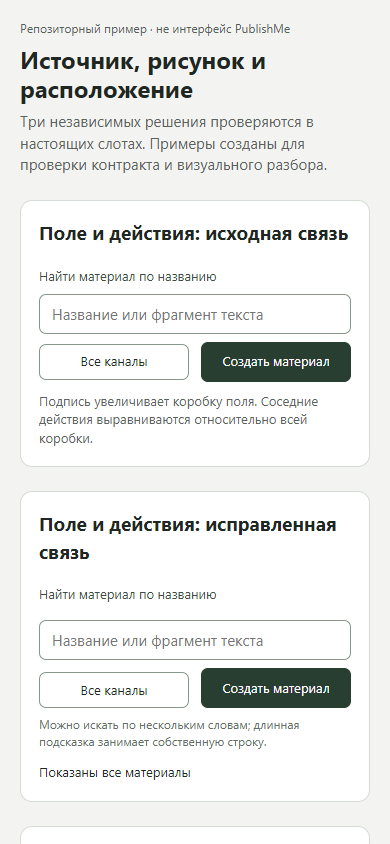 Репозиторный пример · не интерфейс PublishMe
Источник, рисунок и
расположение
Три независимых решения проверяются в
настоящих слотах. Примеры созданы для
проверки контракта и визуального разбора.
Поле и действия: исходная связь
Найти материал по названию
Название или фрагмент текста
Все каналы
Создать материал
Подпись увеличивает коробку поля. Соседние
действия выравниваются относительно всей
коробки.
Поле и действия: исправленная
связь
Найти материал по названию
Название или фрагмент текста
Все каналы
Создать материал
Можно искать по нескольким словам; длинная
подсказка занимает собственную строку.
Показаны все материалы